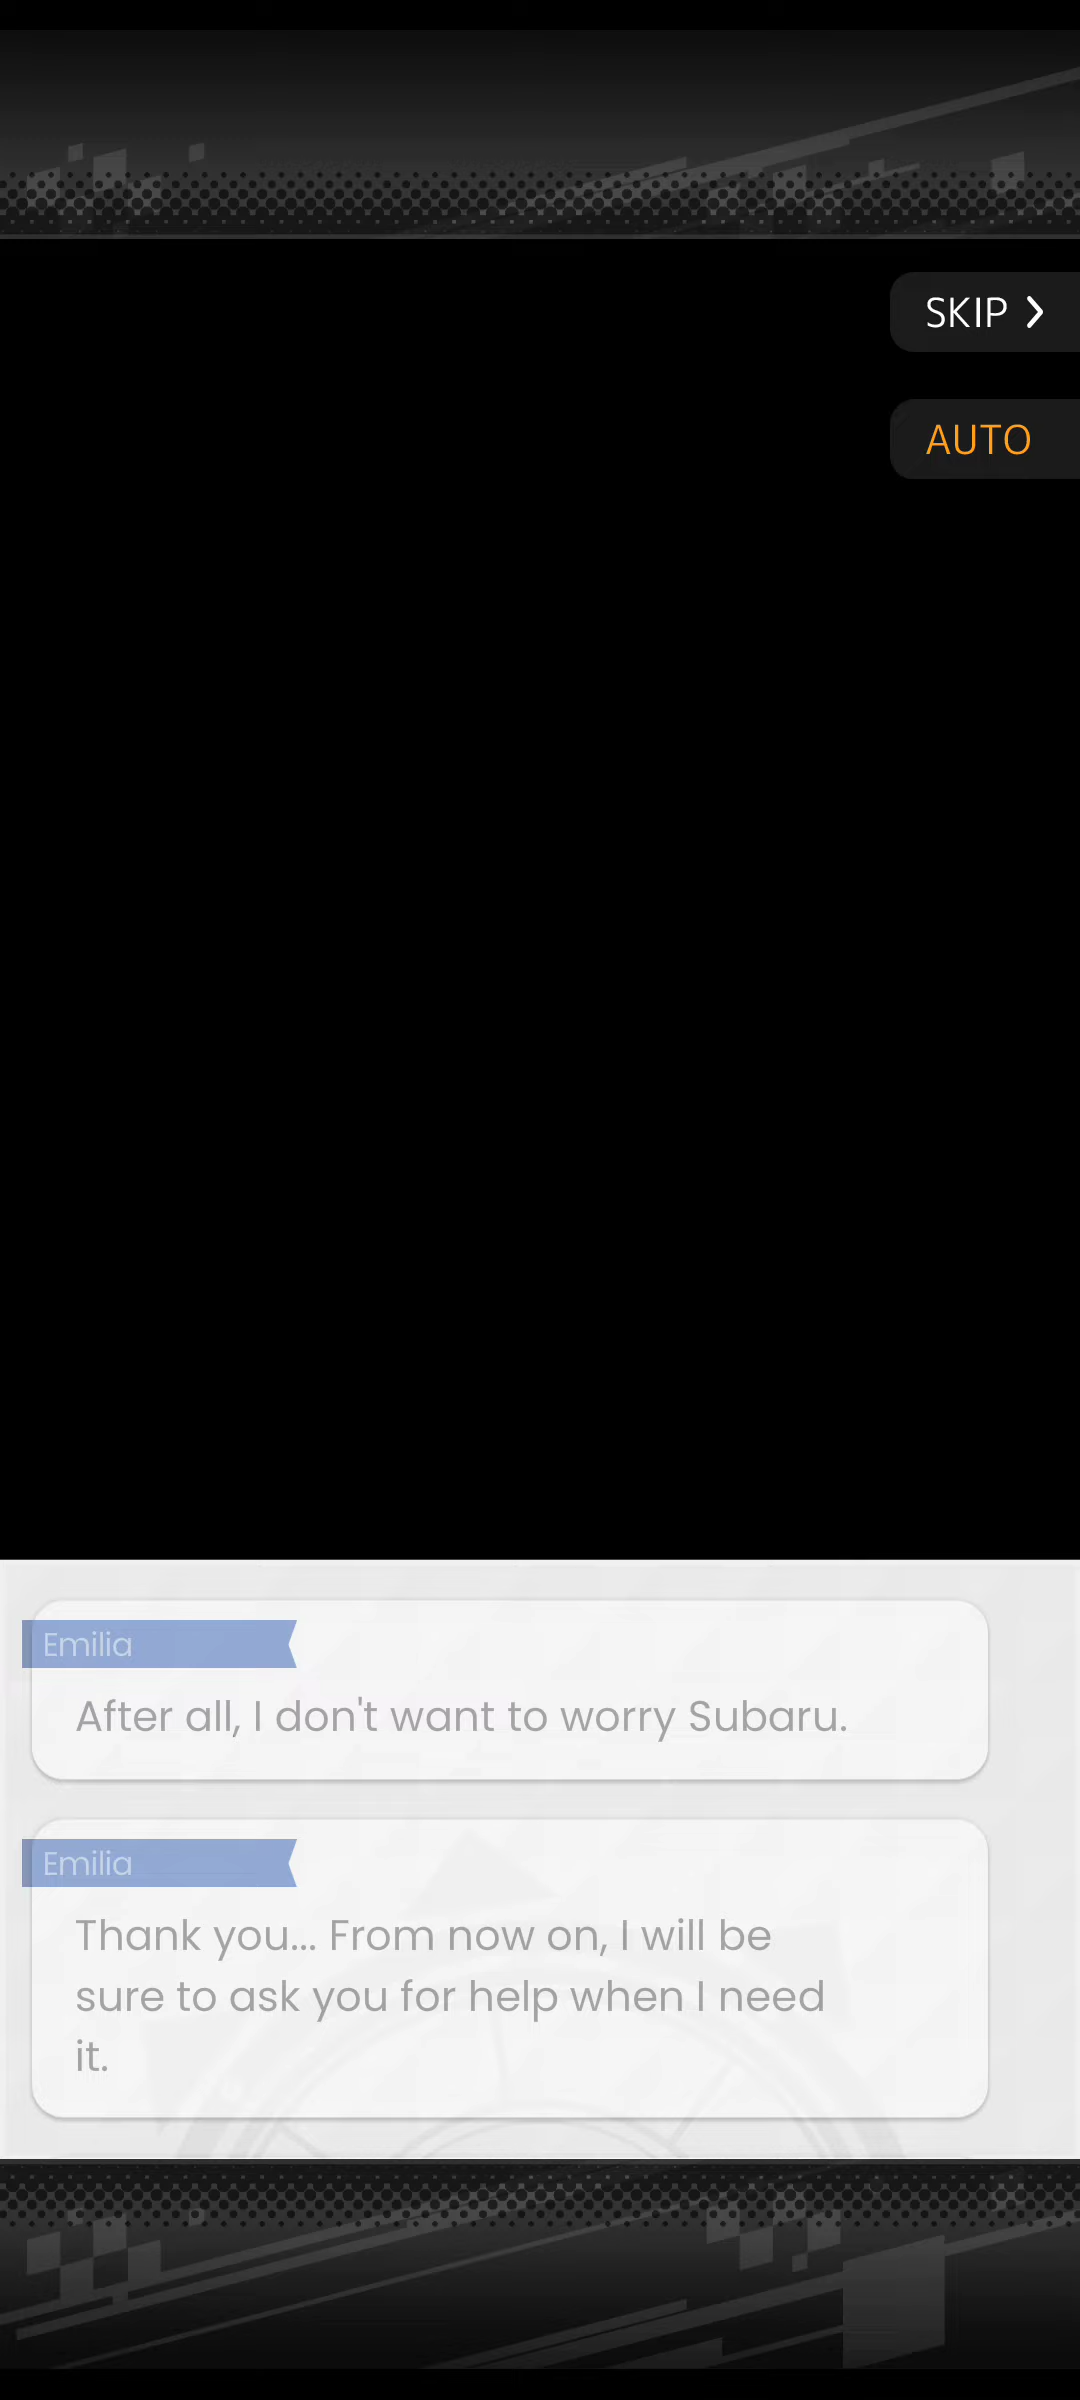 SKIP
AUTO
Emilia
After all, I don't want to worry Subaru.
Emilia
Thank you... From now on, I will be
sure to ask you for help when I need
it.